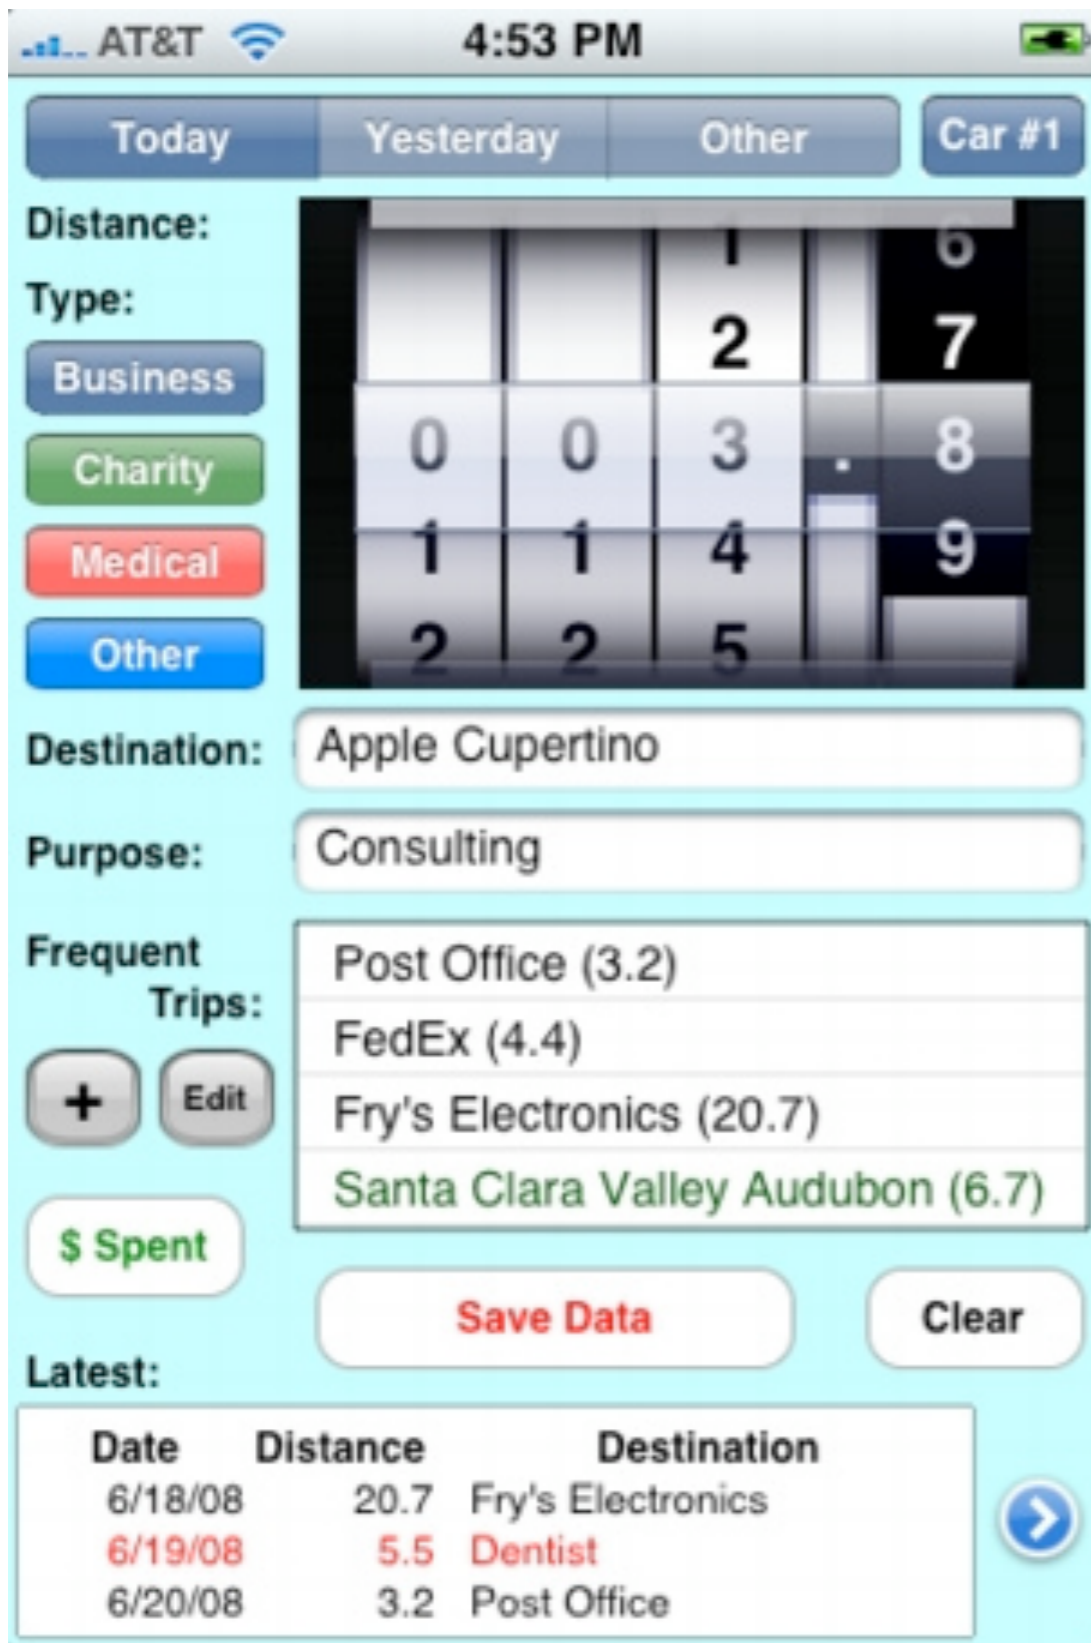 AT&T 4:53 PM
Today Yesterday Other Car #1
Distance:
1 6
Type:
2 7
Business
0 0 3 . 8
Charity
1 1 4 9
Medical
2 2 5
Other
Destination: Apple Cupertino
Purpose: Consulting
Frequent Trips:
Post Office (3.2)
FedEx (4.4)
+ Edit
Fry's Electronics (20.7)
Santa Clara Valley Audubon (6.7)
$ Spent
Save Data Clear
Latest:
Date Distance Destination
6/18/08 20.7 Fry's Electronics
6/19/08 5.5 Dentist
6/20/08 3.2 Post Office